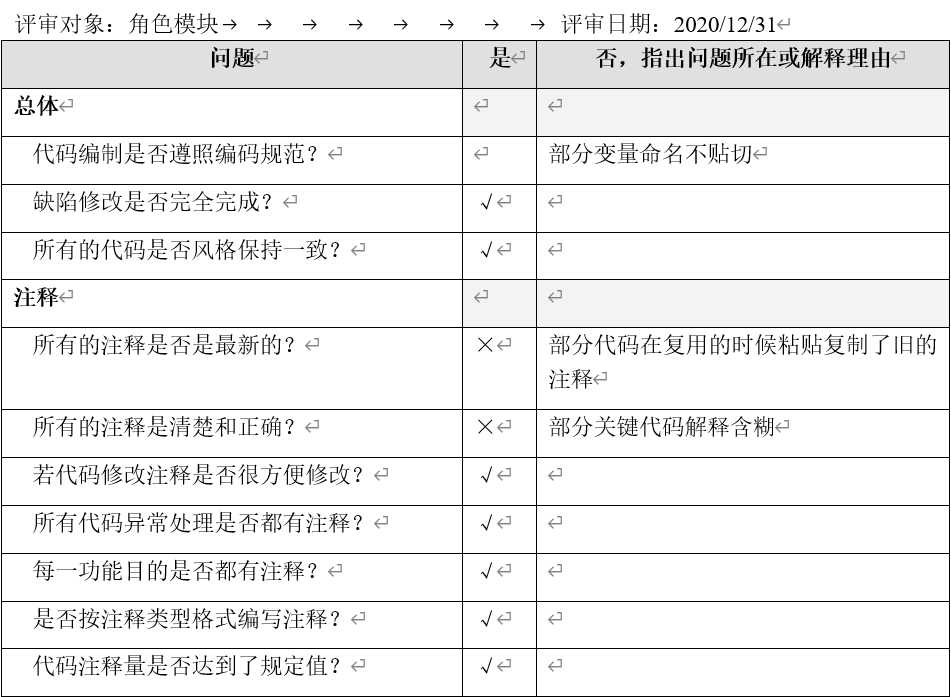 评审对象：角色模块→ → → → → → → → 评审日期：2020/12/31↵
问题↵ 是↵ 否，指出问题所在或解释理由↵
总体↵ ↵ ↵
代码编制是否遵照编码规范？↵ ↵ 部分变量命名不贴切↵
缺陷修改是否完全完成？↵ √↵ ↵
所有的代码是否风格保持一致？↵ √↵ ↵
注释↵ ↵ ↵
所有的注释是否是最新的？↵ ×↵ 部分代码在复用的时候粘贴复制了旧的
注释↵
所有的注释是清楚和正确？↵ ×↵ 部分关键代码解释含糊↵
若代码修改注释是否很方便修改？↵ √↵ ↵
所有代码异常处理是否都有注释？↵ √↵ ↵
每一功能目的是否都有注释？↵ √↵ ↵
是否按注释类型格式编写注释？↵ √↵ ↵
代码注释量是否达到了规定值？↵ √↵ ↵